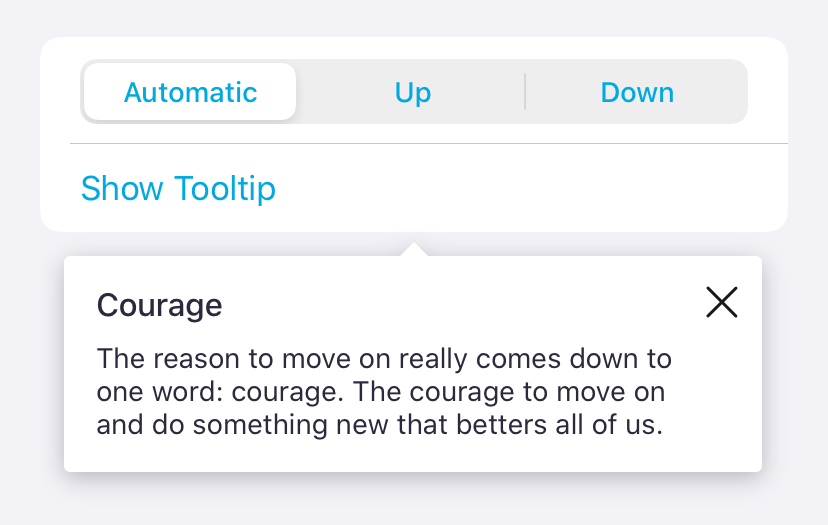 Automatic Up Down
Show Tooltip
Courage
The reason to move on really comes down to
one word: courage. The courage to move on
and do something new that betters all of us.